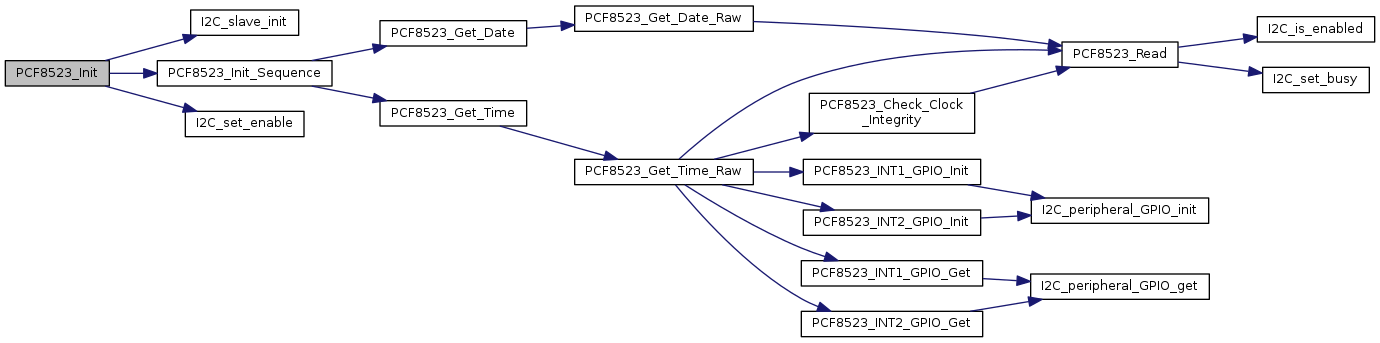 PCF8523_Init
I2C_slave_init
PCF8523_Init_Sequence
I2C_set_enable
PCF8523_Get_Date
PCF8523_Get_Time
PCF8523_Get_Date_Raw
PCF8523_Get_Time_Raw
PCF8523_Read
PCF8523_Check_Clock
_Integrity
PCF8523_INT1_GPIO_Init
PCF8523_INT2_GPIO_Init
PCF8523_INT1_GPIO_Get
PCF8523_INT2_GPIO_Get
I2C_is_enabled
I2C_set_busy
I2C_peripheral_GPIO_init
I2C_peripheral_GPIO_get